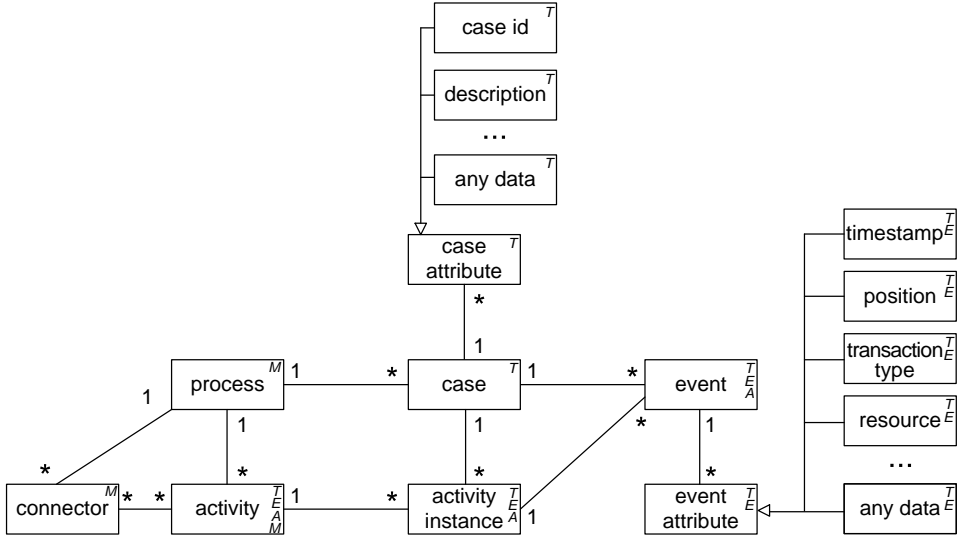 case id T
description T
...
any data T
case attribute T
* 
1
timestamp T E
position T E
transaction type T E
resource T E
...
any data T E
process M
1 *
case T
1 *
event T E A
1 *
1 *
1 *
* 1
1 *
connector M
* *
activity T E A M
1 *
activity instance T E A
event attribute T E